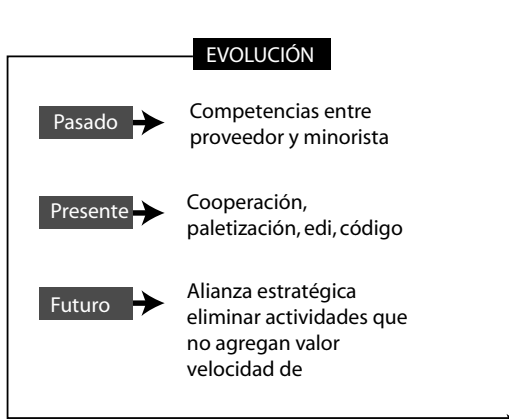 EVOLUCIÓN
Pasado
Competencias entre
proveedor y minorista
Presente
Cooperación,
paletización, edi, código
Futuro
Alianza estratégica
eliminar actividades que
no agregan valor
velocidad de